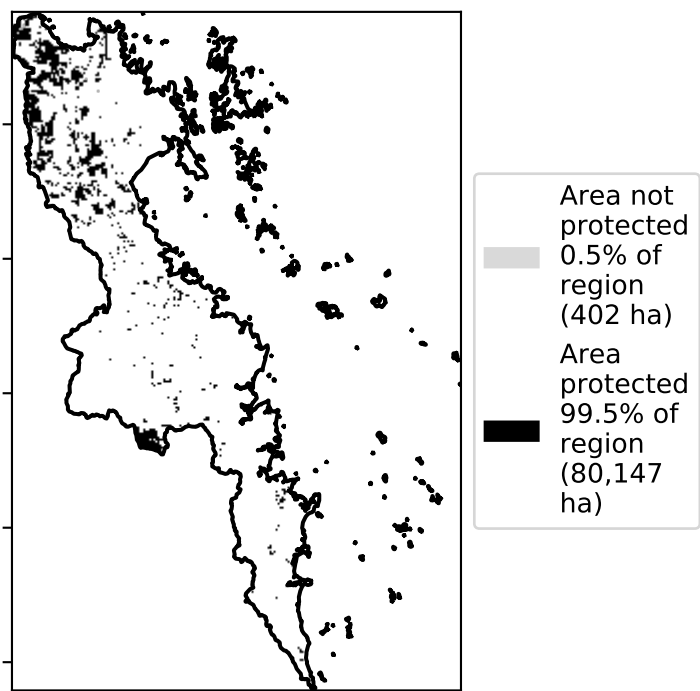 Area not
protected
0.5% of
region
(402 ha)
Area
protected
99.5% of
region
(80,147
ha)